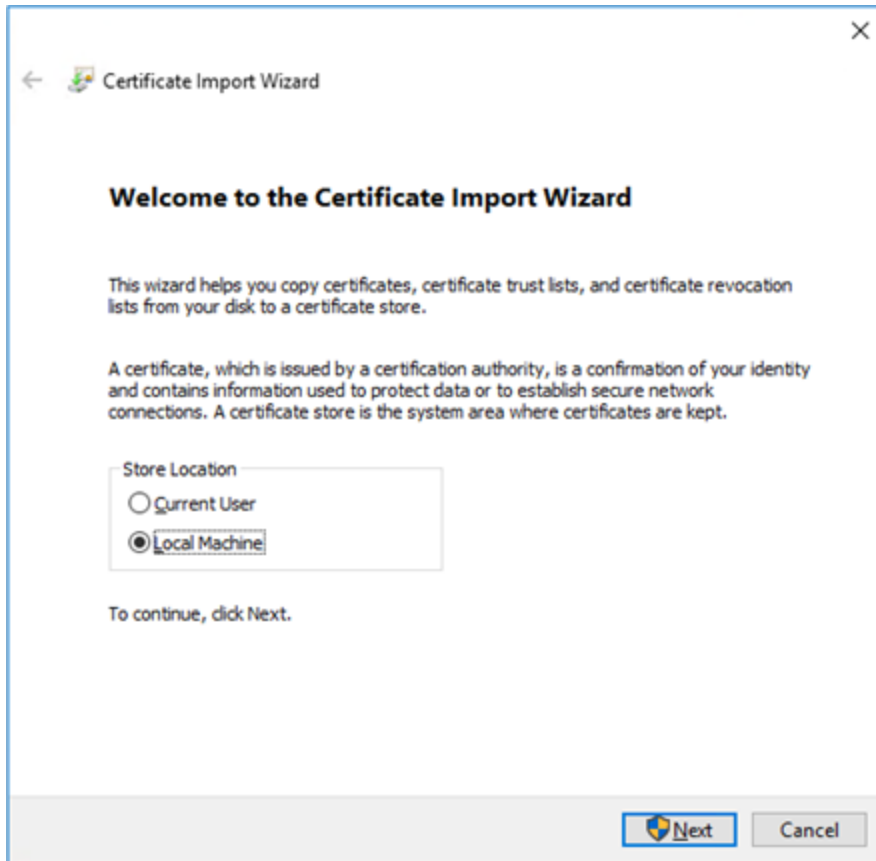 Certificate Import Wizard
Welcome to the Certificate Import Wizard
This wizard helps you copy certificates, certificate trust lists, and certificate revocation
lists from your disk to a certificate store.
A certificate, which is issued by a certification authority, is a confirmation of your identity
and contains information used to protect data or to establish secure network
connections. A certificate store is the system area where certificates are kept.
Store Location
Current User
Local Machine
To continue, click Next.
Next
Cancel